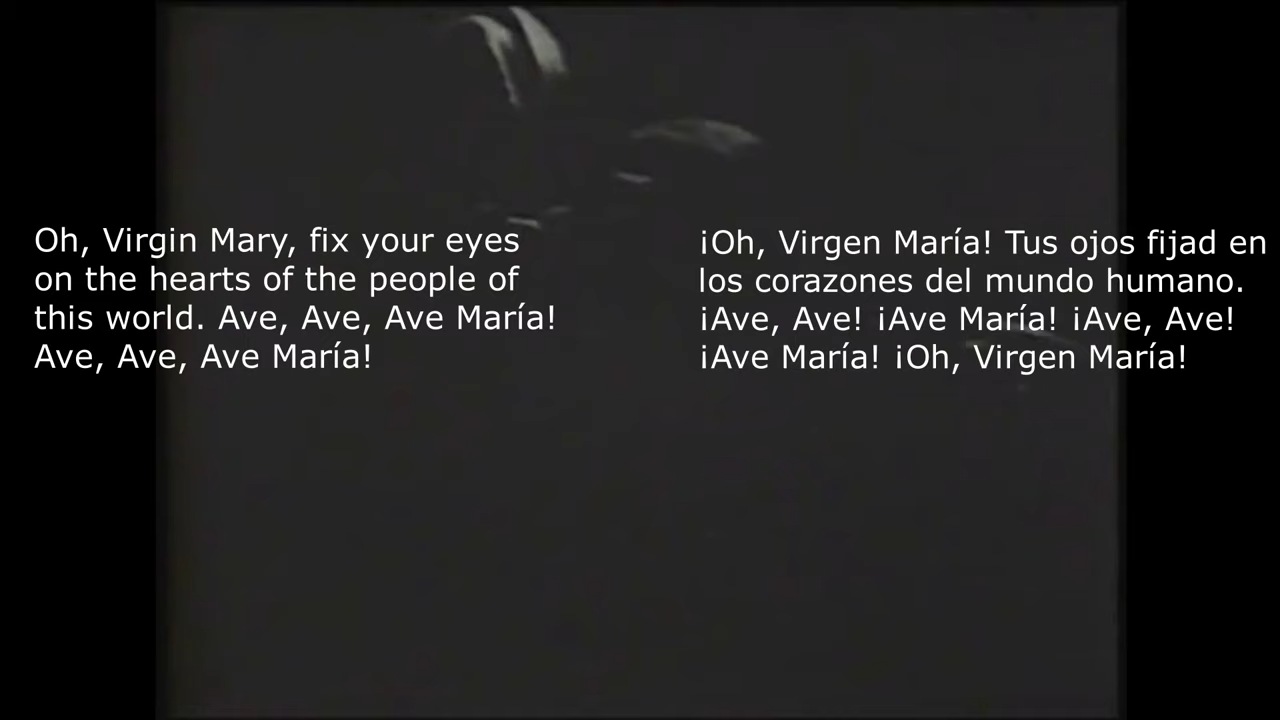 Oh, Virgin Mary, fix your eyes
on the hearts of the people of
this world. Ave, Ave, Ave María!
Ave, Ave, Ave María!
¡Oh, Virgen María! Tus ojos fijad en
los corazones del mundo humano.
¡Ave, Ave! ¡Ave María! ¡Ave, Ave!
¡Ave María! ¡Oh, Virgen María!